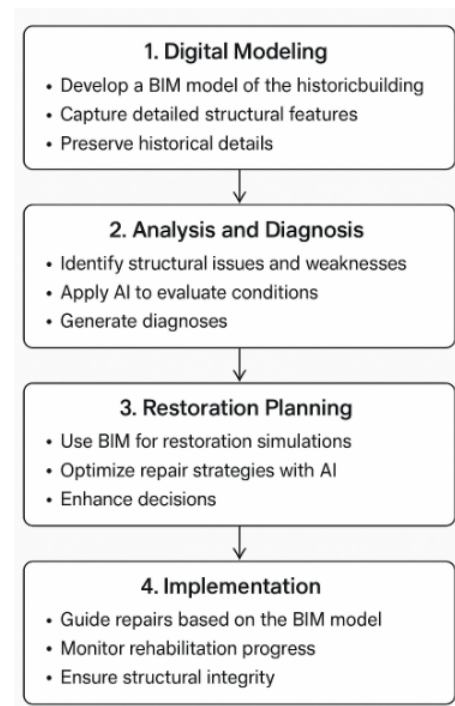 1. Digital Modeling
• Develop a BIM model of the historicbuilding
• Capture detailed structural features
• Preserve historical details
2. Analysis and Diagnosis
• Identify structural issues and weaknesses
• Apply AI to evaluate conditions
• Generate diagnoses
3. Restoration Planning
• Use BIM for restoration simulations
• Optimize repair strategies with AI
• Enhance decisions
4. Implementation
• Guide repairs based on the BIM model
• Monitor rehabilitation progress
• Ensure structural integrity